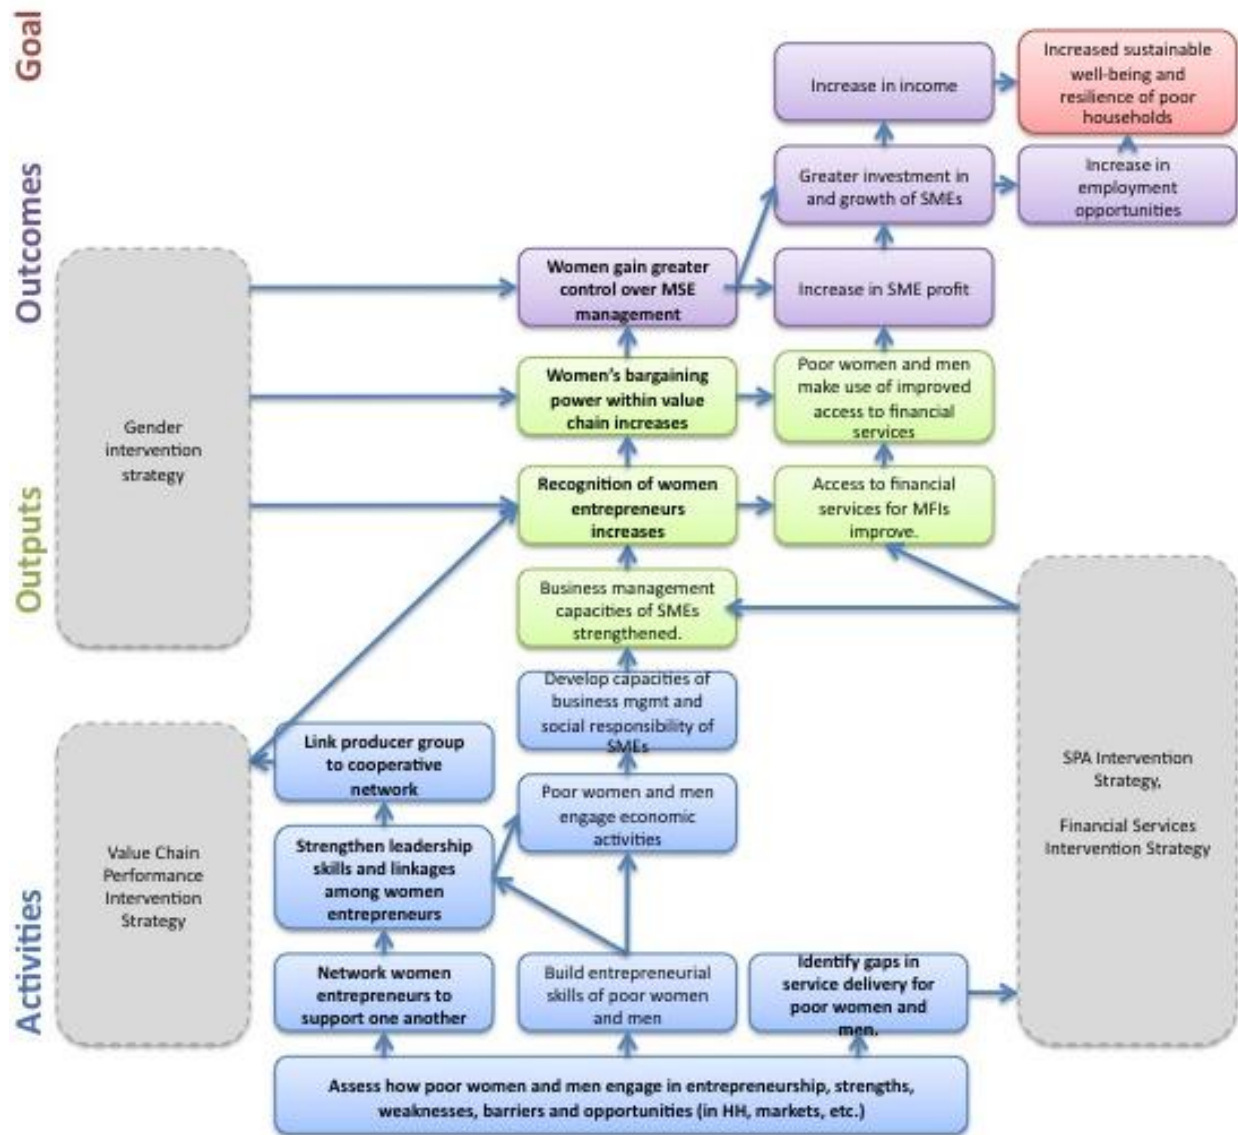 Goal
Increase in income
Increased sustainable
well-being and
resilience of poor
households
Outcomes
Greater investment in
and growth of SMEs
Increase in
employment
opportunities
Women gain greater
control over MSE
management
Increase in SME profit
Gender
intervention
strategy
Women's bargaining
power within value
chain increases
Poor women and men
make use of improved
access to financial
services
Outputs
Recognition of women
entrepreneurs
increases
Access to financial
services for MFIs
improve.
Business management
capacities of SMEs
strengthened.
Develop capacities of
business mgmt and
social responsibility of
SMEs
Activities
Value Chain
Performance
Intervention
Strategy
Link producer group
to cooperative
network
Poor women and men
engage economic
activities
SPA Intervention
Strategy,
Financial Services
Intervention Strategy
Strengthen leadership
skills and linkages
among women
entrepreneurs
Network women
entrepreneurs to
support one another
Build entrepreneurial
skills of poor women
and men
Identify gaps in
service delivery for
poor women and
men.
Assess how poor women and men engage in entrepreneurship, strengths,
weaknesses, barriers and opportunities (in HH, markets, etc.)